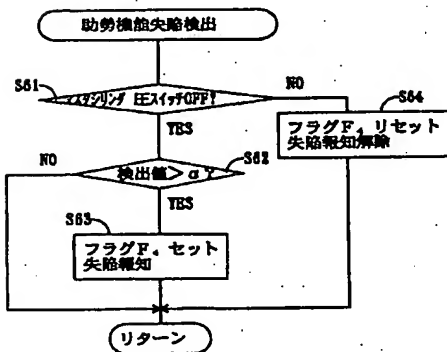 助勢機能失陥検出
S61
マスタシリンダ圧スイッチOFF?
NO
S64
YES
フラグF₄リセット
失陥報知解除
NO
検出値>α?
S62
YES
S63
フラグF₄セット
失陥報知
リターン